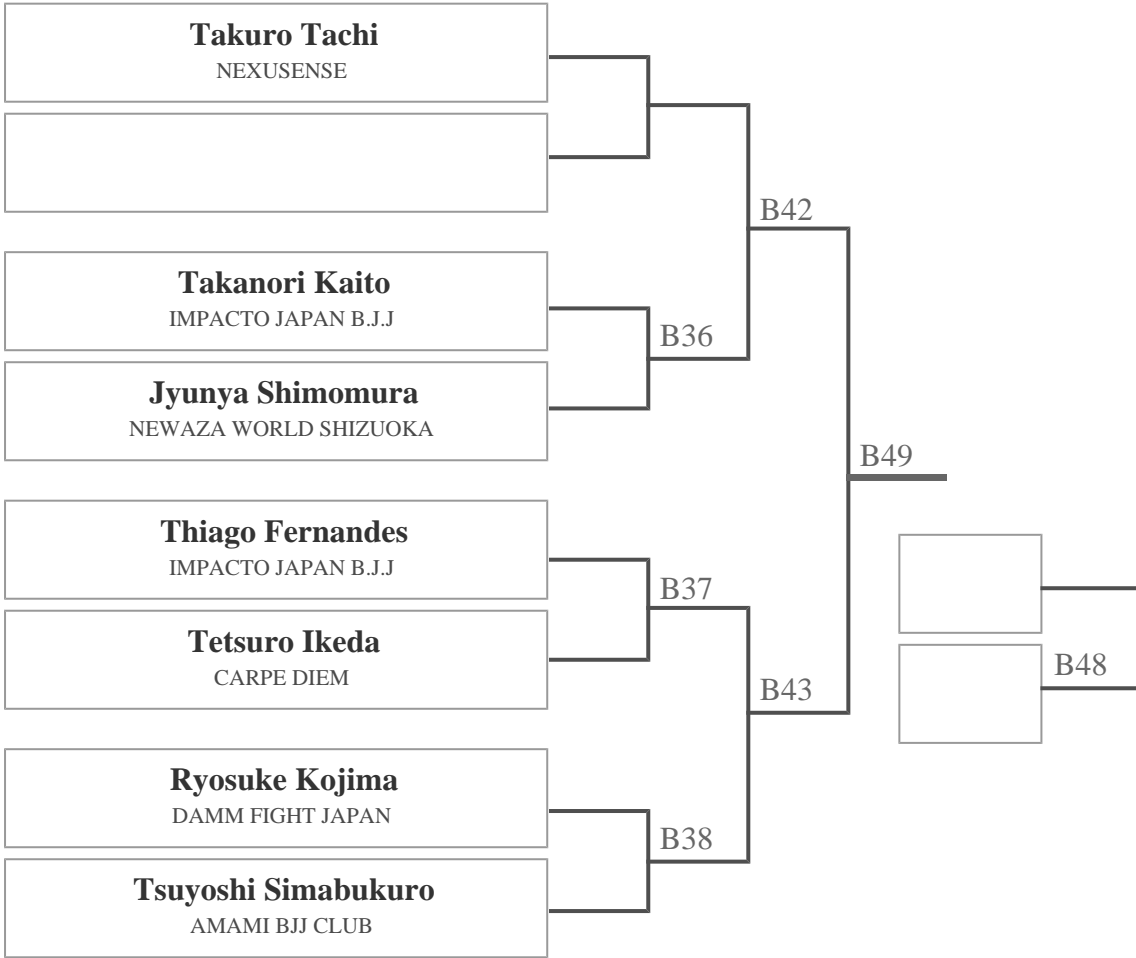 Takuro Tachi
NEXUSENSE
B42
Takanori Kaito
IMPACTO JAPAN B.J.J
B36
Jyunya Shimomura
NEWAZA WORLD SHIZUOKA
B49
Thiago Fernandes
IMPACTO JAPAN B.J.J
B37
Tetsuro Ikeda
CARPE DIEM
B43
B48
Ryosuke Kojima
DAMM FIGHT JAPAN
B38
Tsuyoshi Simabukuro
AMAMI BJJ CLUB